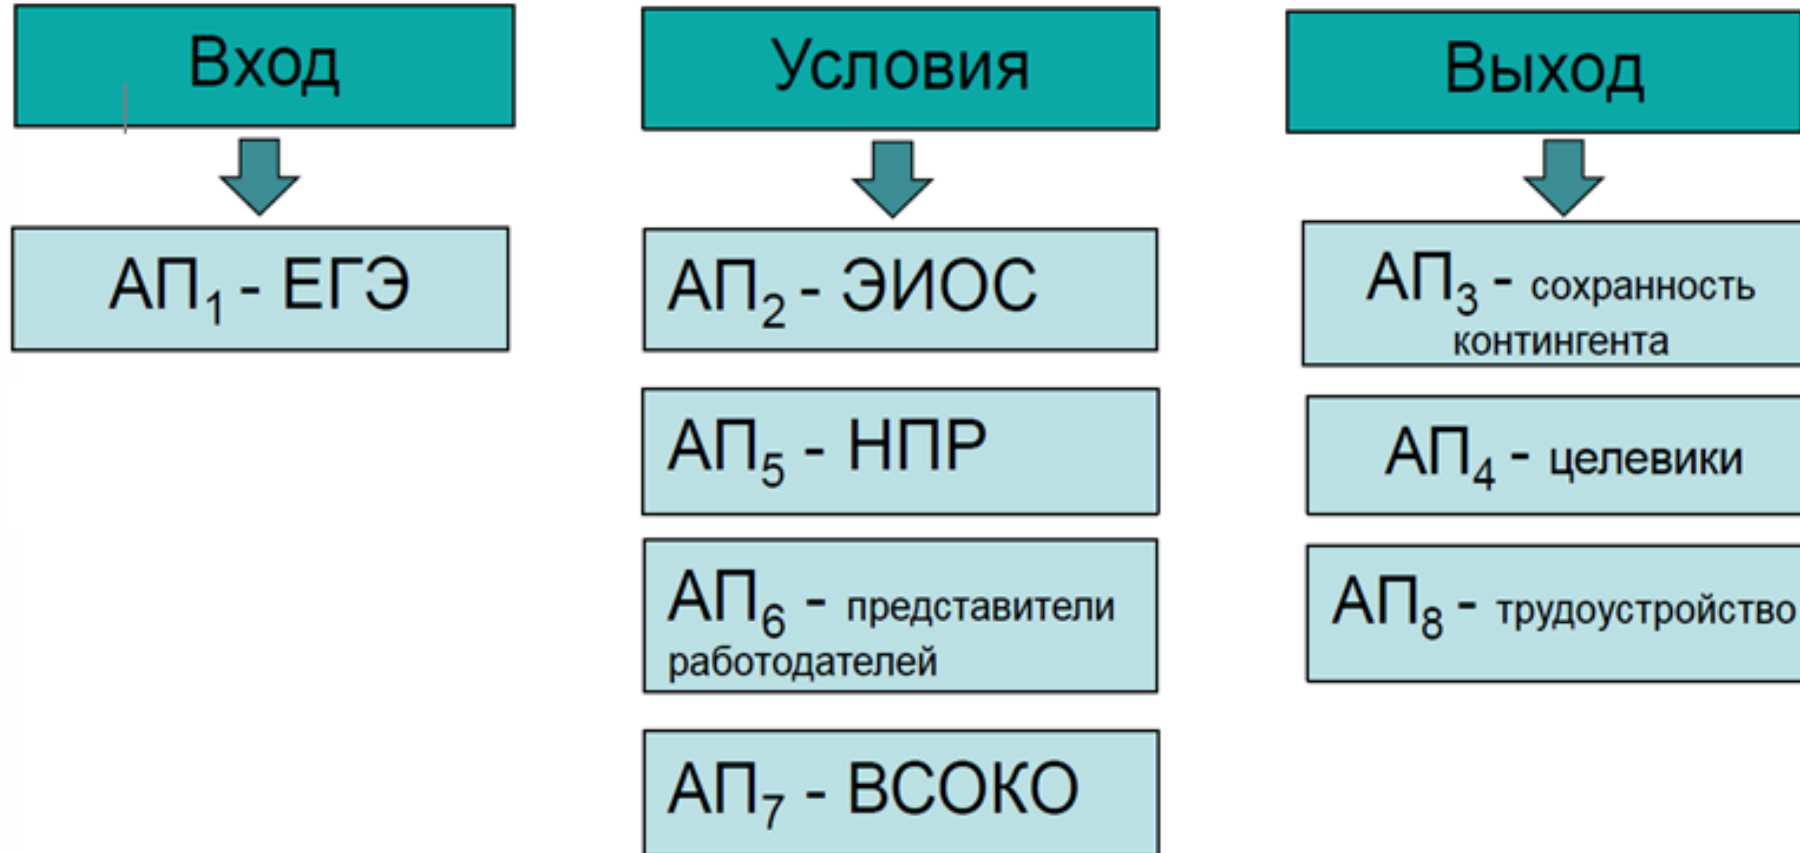 Вход
АП1 - ЕГЭ
Условия
АП2 - ЭИОС
АП5 - НПР
АП6 - представители
работодателей
АП7 - ВСОКО
Выход
АП3 - сохранность
контингента
АП4 - целевики
АП8 - трудоустройство